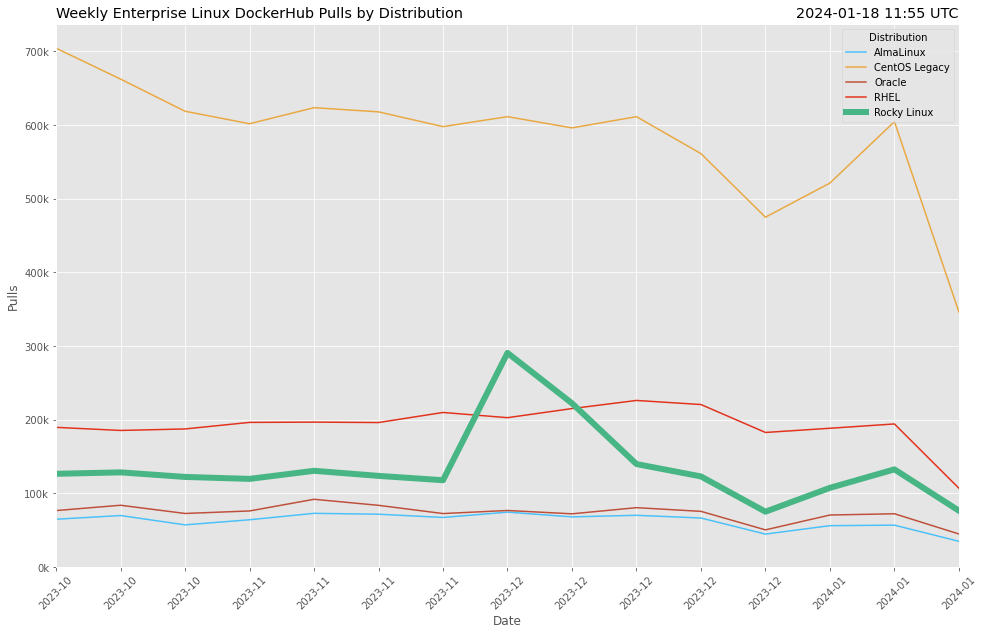 Weekly Enterprise Linux DockerHub Pulls by Distribution
2024-01-18 11:55 UTC
Distribution
AlmaLinux
CentOS Legacy
Oracle
RHEL
Rocky Linux
Pulls
700k
600k
500k
400k
300k
200k
100k
0k
2023-10
2023-10
2023-10
2023-11
2023-11
2023-11
2023-11
2023-12
2023-12
2023-12
2023-12
2023-12
2024-01
2024-01
2024-01
Date